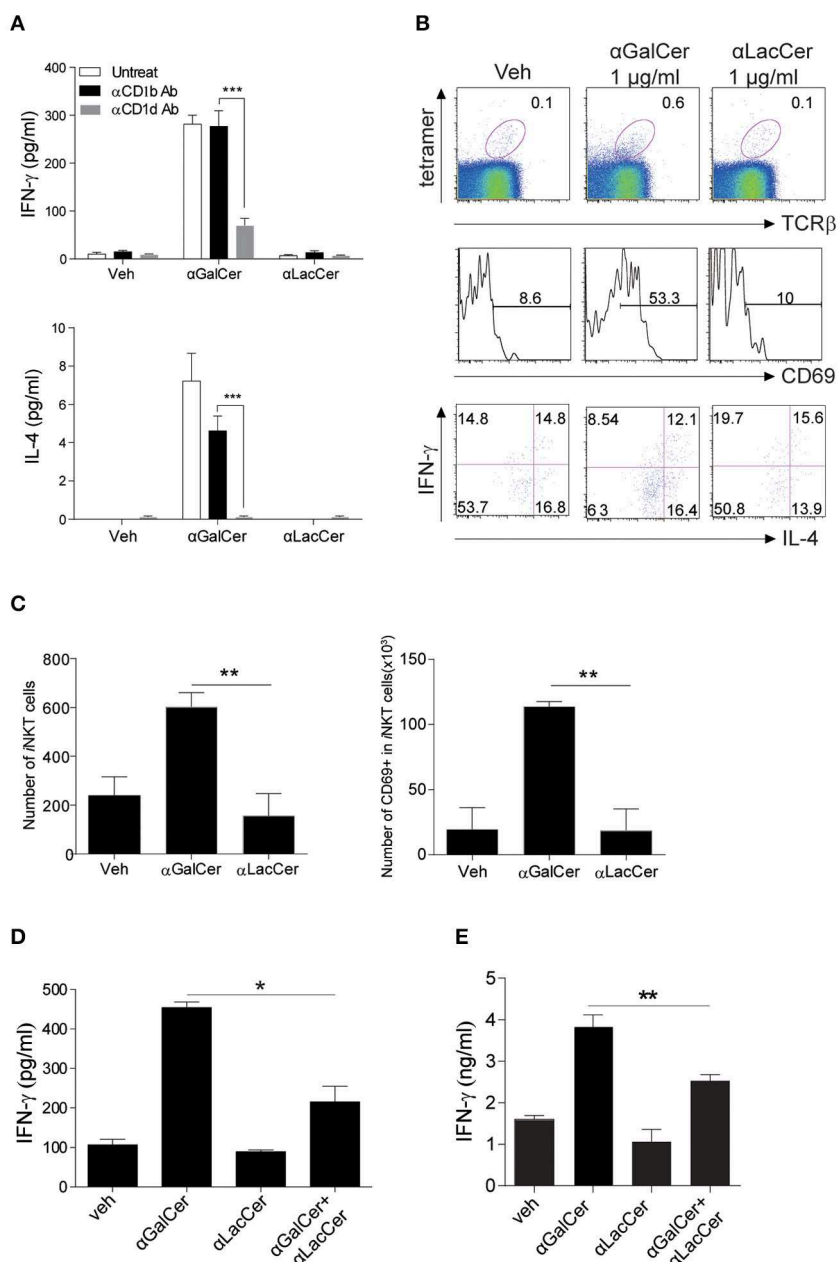 A
Untreat
αCD1b Ab
αCD1d Ab
***
IFN-γ (pg/ml)
400
300
200
100
0
Veh αGalCer αLacCer
***
IL-4 (pg/ml)
10
8
6
4
2
0
Veh αGalCer αLacCer
B
Veh
αGalCer
1 µg/ml
αLacCer
1 µg/ml
tetramer
0.1 0.6 0.1
TCRβ
8.6 53.3 10
CD69
IFN-γ
14.8 14.8 8.54 12.1 19.7 15.6
53.7 16.8 6 3 16.4 50.8 13.9
IL-4
C
Number of iNKT cells
800
600
400
200
0
**
Veh αGalCer αLacCer
Number of CD69+ in iNKT cells(x10³)
150
100
50
0
**
Veh αGalCer αLacCer
D
IFN-γ (pg/ml)
500
400
300
200
100
00
*
veh
αGalCer
αLacCer
αGalCer+
αLacCer
E
IFN-γ (ng/ml)
5
4
3
2
1
0
**
veh
αGalCer
αLacCer
αGalCer+
αLacCer